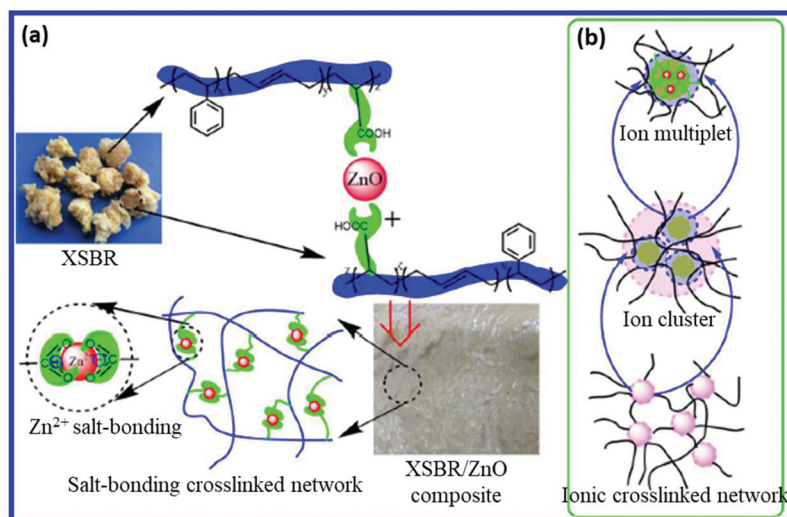 (a)
(b)
x
y
z
COOH
ZnO
HOOC
+
z
y
x
XSBR
Zn²⁺
C
O
O
C
O
O
Zn²⁺ salt-bonding
Salt-bonding crosslinked network
XSBR/ZnO
composite
Ion multiplet
Ion cluster
Ionic crosslinked network